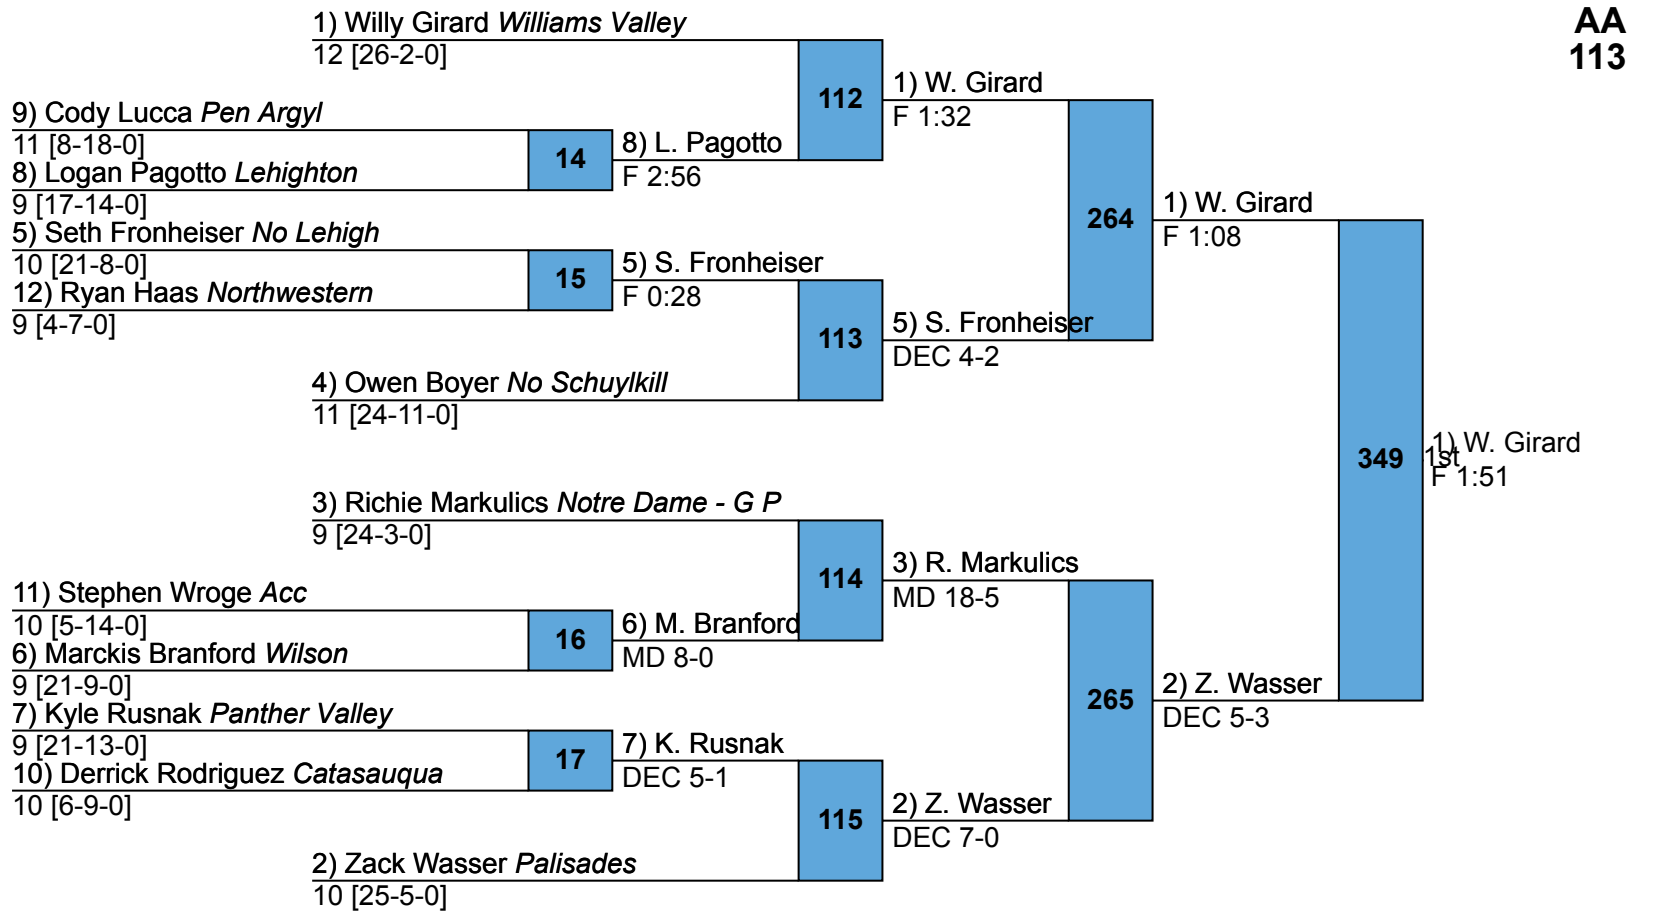 AA
113
1) Willy Girard Williams Valley
12 [26-2-0]
9) Cody Lucca Pen Argyl
11 [8-18-0]
8) Logan Pagotto Lehighton
9 [17-14-0]
5) Seth Fronheiser No Lehigh
10 [21-8-0]
12) Ryan Haas Northwestern
9 [4-7-0]
4) Owen Boyer No Schuylkill
11 [24-11-0]
3) Richie Markulics Notre Dame - G P
9 [24-3-0]
11) Stephen Wroge Acc
10 [5-14-0]
6) Marckis Branford Wilson
9 [21-9-0]
7) Kyle Rusnak Panther Valley
9 [21-13-0]
10) Derrick Rodriguez Catasauqua
10 [6-9-0]
2) Zack Wasser Palisades
10 [25-5-0]
14
8) L. Pagotto
F 2:56
15
5) S. Fronheiser
F 0:28
16
6) M. Branford
MD 8-0
17
7) K. Rusnak
DEC 5-1
112
1) W. Girard
F 1:32
113
5) S. Fronheiser
DEC 4-2
114
3) R. Markulics
MD 18-5
115
2) Z. Wasser
DEC 7-0
264
1) W. Girard
F 1:08
265
2) Z. Wasser
DEC 5-3
349
1) W. Girard
1st
F 1:51